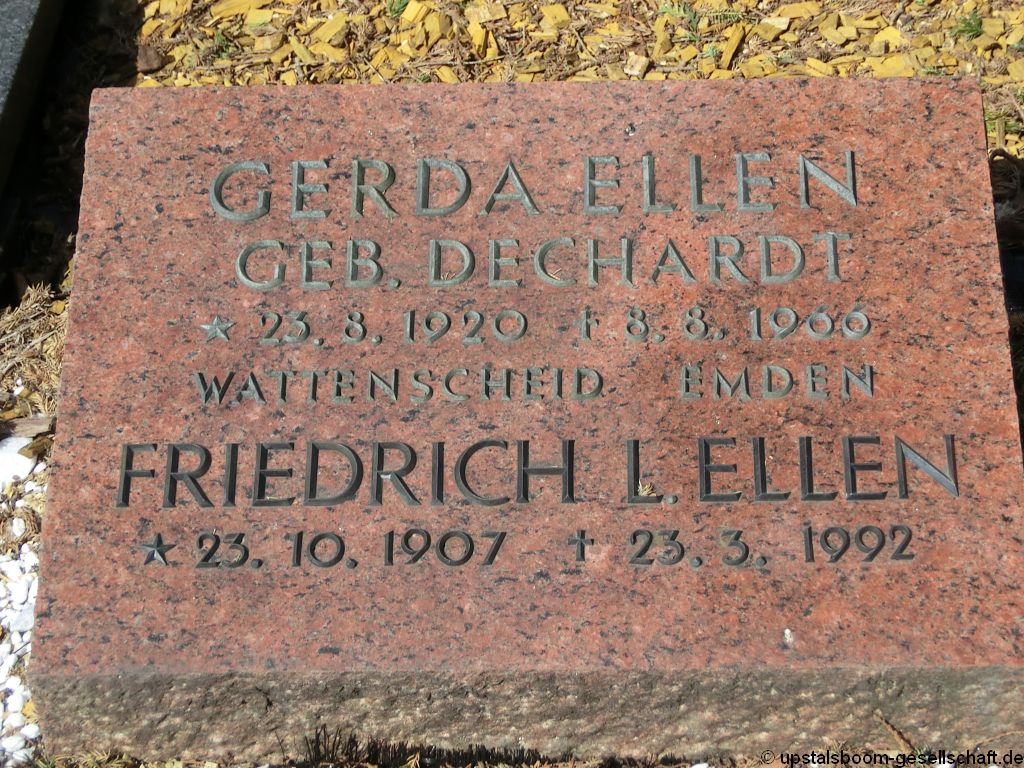 GERDA ELLEN
GEB. DECHARDT
★ 23. 8. 1920 ✝ 8. 8. 1966
WATTENSCHEID EMDEN
FRIEDRICH L. ELLEN
★ 23. 10. 1907 ✝ 23. 3. 1992
© upstalsboom-gesellschaft.de